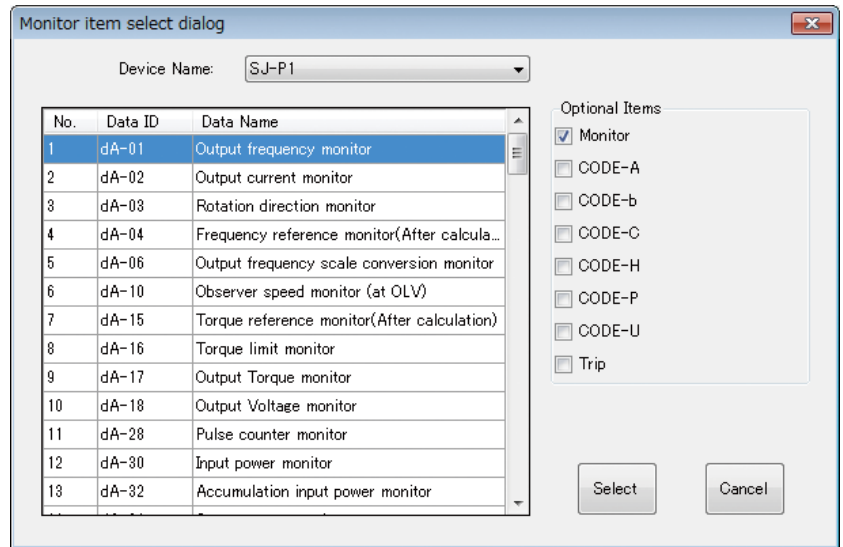 Monitor item select dialog
Device Name: SJ-P1
No. Data ID Data Name
1 dA-01 Output frequency monitor
2 dA-02 Output current monitor
3 dA-03 Rotation direction monitor
4 dA-04 Frequency reference monitor(After calcula...
5 dA-06 Output frequency scale conversion monitor
6 dA-10 Observer speed monitor (at OLV)
7 dA-15 Torque reference monitor(After calculation)
8 dA-16 Torque limit monitor
9 dA-17 Output Torque monitor
10 dA-18 Output Voltage monitor
11 dA-28 Pulse counter monitor
12 dA-30 Input power monitor
13 dA-32 Accumulation input power monitor
Optional Items
Monitor
CODE-A
CODE-b
CODE-C
CODE-H
CODE-P
CODE-U
Trip
Select Cancel